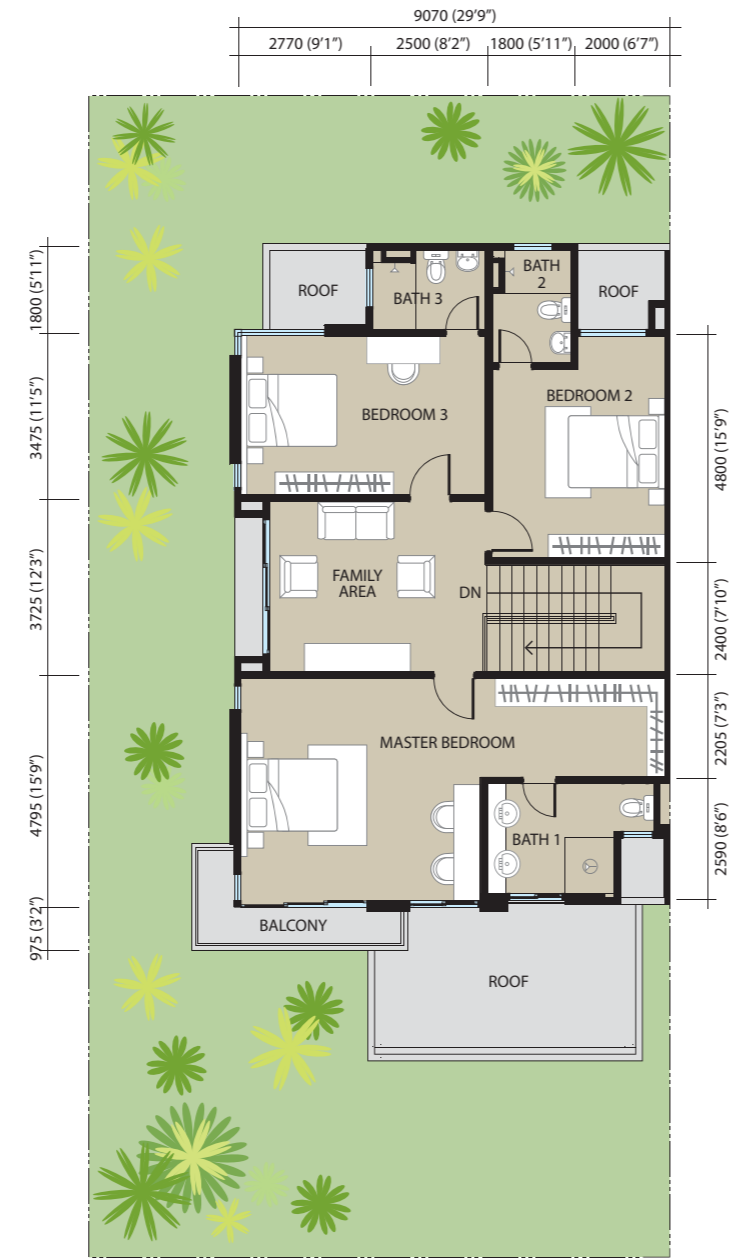 9070 (29’9”)
2770 (9’1”)
2500 (8’2”)
1800 (5’11”)
2000 (6’7”)
1800 (5’11”)
3475 (11’5”)
3725 (12’3”)
4795 (15’9”)
975 (3’2”)
ROOF
BATH 3
BATH
2
ROOF
BEDROOM 3
BEDROOM 2
FAMILY
AREA
DN
MASTER BEDROOM
BATH 1
BALCONY
ROOF
4800 (15’9”)
2400 (7’10”)
2205 (7’3”)
2590 (8’6”)